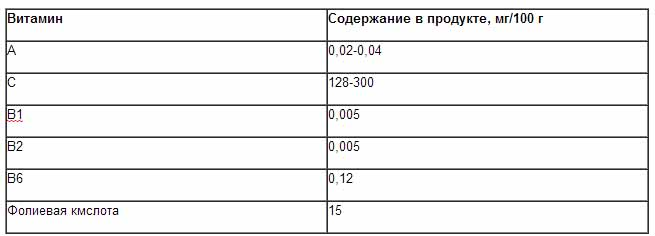 Витамин Содержание в продукте, мг/100 г
А 0,02-0,04
С 128-300
В1 0,005
В2 0,005
В6 0,12
Фолиевая кмслота 15